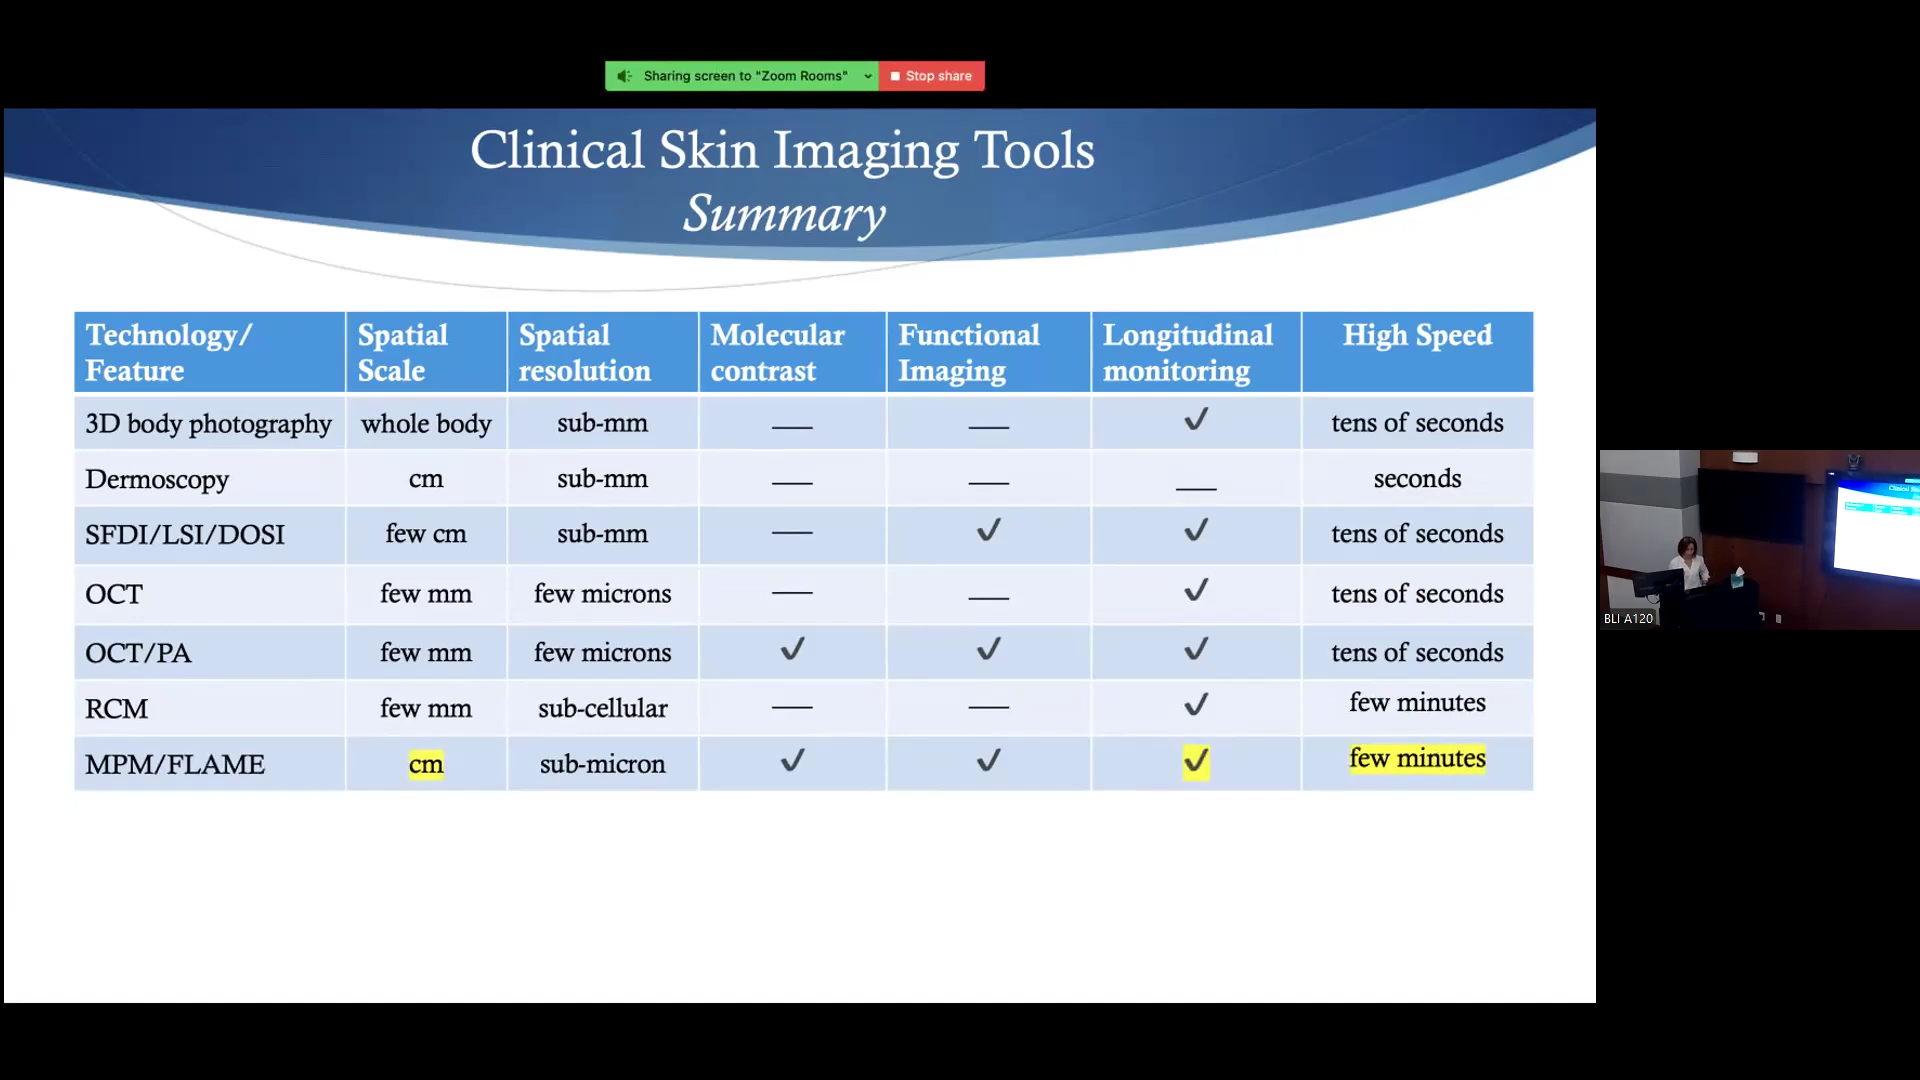 Sharing screen to "Zoom Rooms"
Stop share
Clinical Skin Imaging Tools
Summary
Technology/
Feature
Spatial
Scale
Spatial
resolution
Molecular
contrast
Functional
Imaging
Longitudinal
monitoring
High Speed
3D body photography whole body sub-mm — — ✓ tens of seconds
Dermoscopy cm sub-mm — — — seconds
SFDI/LSI/DOSI few cm sub-mm — ✓ ✓ tens of seconds
OCT few mm few microns — — ✓ tens of seconds
OCT/PA few mm few microns ✓ ✓ ✓ tens of seconds
RCM few mm sub-cellular — — ✓ few minutes
MPM/FLAME cm sub-micron ✓ ✓ ✓ few minutes
BLI A120